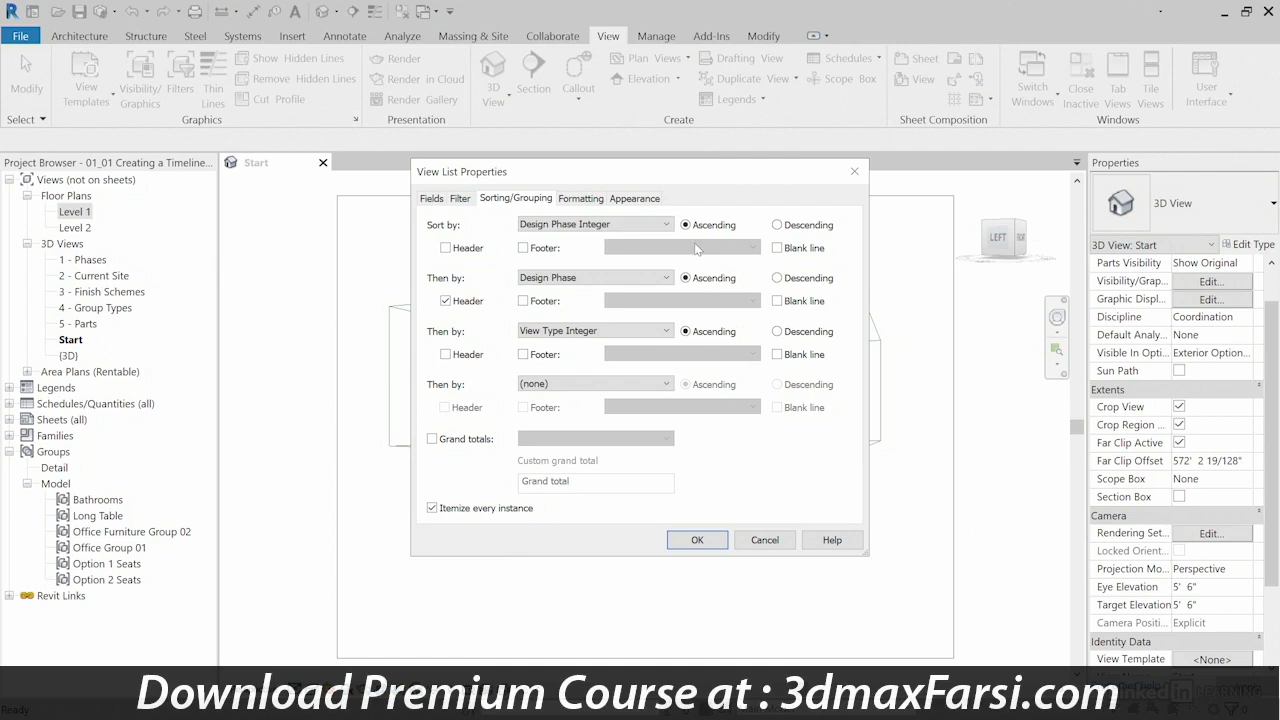 File Architecture Structure Steel Systems Insert Annotate Analyze Massing & Site Collaborate View Manage Add-Ins Modify
Modify
View Templates
Visibility/ Graphics
Filters
Thin Lines
Show Hidden Lines
Remove Hidden Lines
Cut Profile
Render
Render in Cloud
Render Gallery
3D View
Section
Callout
Plan Views
Elevation
Drafting View
Duplicate View
Legends
Schedules
Scope Box
Sheet
View
Switch Windows
Close Inactive
Tab Views
Tile Views
User Interface
Select Graphics Presentation Create Sheet Composition Windows
Project Browser - 01_01 Creating a Timeline...
Views (not on sheets)
Floor Plans
Level 1
Level 2
3D Views
1 - Phases
2 - Current Site
3 - Finish Schemes
4 - Group Types
5 - Parts
Start
{3D}
Area Plans (Rentable)
Legends
Schedules/Quantities (all)
Sheets (all)
Families
Groups
Detail
Model
Bathrooms
Long Table
Office Furniture Group 02
Office Group 01
Option 1 Seats
Option 2 Seats
Revit Links
Start
LEFT
View List Properties
Fields Filter Sorting/Grouping Formatting Appearance
Sort by: Design Phase Integer Ascending Descending
Header Footer: Blank line
Then by: Design Phase Ascending Descending
Header Footer: Blank line
Then by: View Type Integer Ascending Descending
Header Footer: Blank line
Then by: (none) Ascending Descending
Header Footer: Blank line
Grand totals:
Custom grand total
Grand total
Itemize every instance
OK Cancel Help
Properties
3D View
3D View: Start Edit Type
Parts Visibility Show Original
Visibility/Grap... Edit...
Graphic Displ... Edit...
Discipline Coordination
Default Analy... None
Visible In Opti... Exterior Option...
Sun Path
Extents
Crop View
Crop Region ...
Far Clip Active
Far Clip Offset 572' 2 19/128"
Scope Box None
Section Box
Camera
Rendering Set... Edit...
Locked Orient...
Projection Mo... Perspective
Eye Elevation 5' 6"
Target Elevation 5' 6"
Camera Positi... Explicit
Identity Data
View Template <None>
Download Premium Course at : 3dmaxFarsi.com
Ready